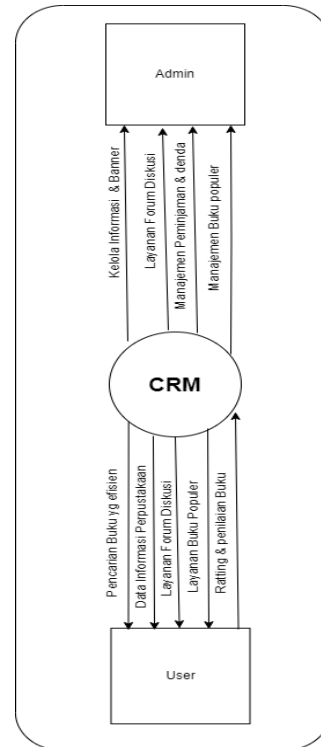 Admin
Kelola Informasi & Banner
Layanan Forum Diskusi
Manajemen Peminjaman & denda
Manajemen Buku populer
CRM
Pencarian Buku yg efisien
Data Informasi Perpustakaan
Layanan Forum Diskusi
Layanan Buku Populer
Ratting & penilaian Buku
User